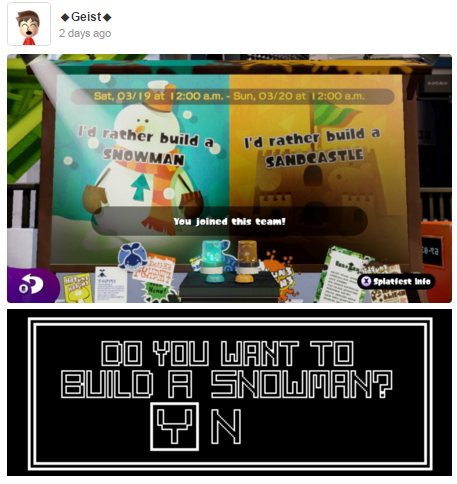 ◆Geist◆
2 days ago
Sat, 03/19 at 12:00 a.m. - Sun, 03/20 at 12:00 a.m.
I'd rather build a
SNOWMAN
I'd rather build a
SANDCASTLE
You joined this team!
B
X Splatfest Info
DO YOU WANT TO
BUILD A SNOWMAN?
Y N